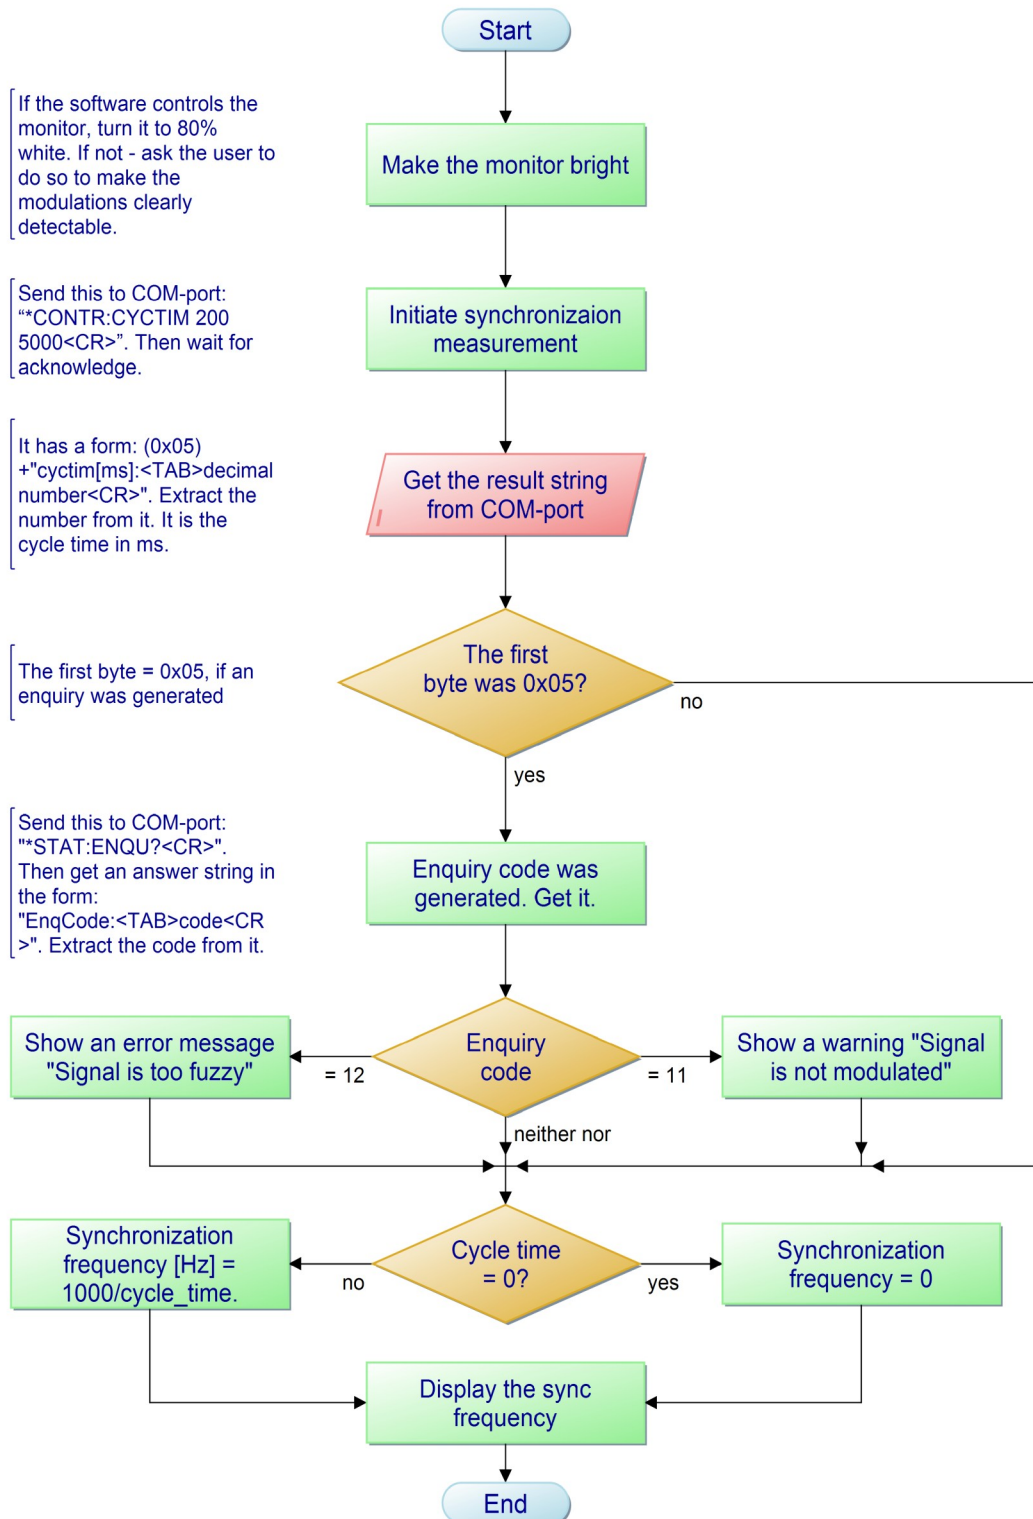 Start
If the software controls the
monitor, turn it to 80%
white. If not - ask the user to
do so to make the
modulations clearly
detectable.
Make the monitor bright
Send this to COM-port:
“*CONTR:CYCTIM 200
5000<CR>”. Then wait for
acknowledge.
Initiate synchronizaion
measurement
It has a form: (0x05)
+"cyctim[ms]:<TAB>decimal
number<CR>". Extract the
number from it. It is the
cycle time in ms.
Get the result string
from COM-port
The first byte = 0x05, if an
enquiry was generated
The first
byte was 0x05?
no
yes
Send this to COM-port:
"*STAT:ENQU?<CR>".
Then get an answer string in
the form:
"EnqCode:<TAB>code<CR
>". Extract the code from it.
Enquiry code was
generated. Get it.
Show an error message
"Signal is too fuzzy"
= 12
Enquiry
code
= 11
Show a warning "Signal
is not modulated"
neither nor
Synchronization
frequency [Hz] =
1000/cycle_time.
no
Cycle time
= 0?
yes
Synchronization
frequency = 0
Display the sync
frequency
End